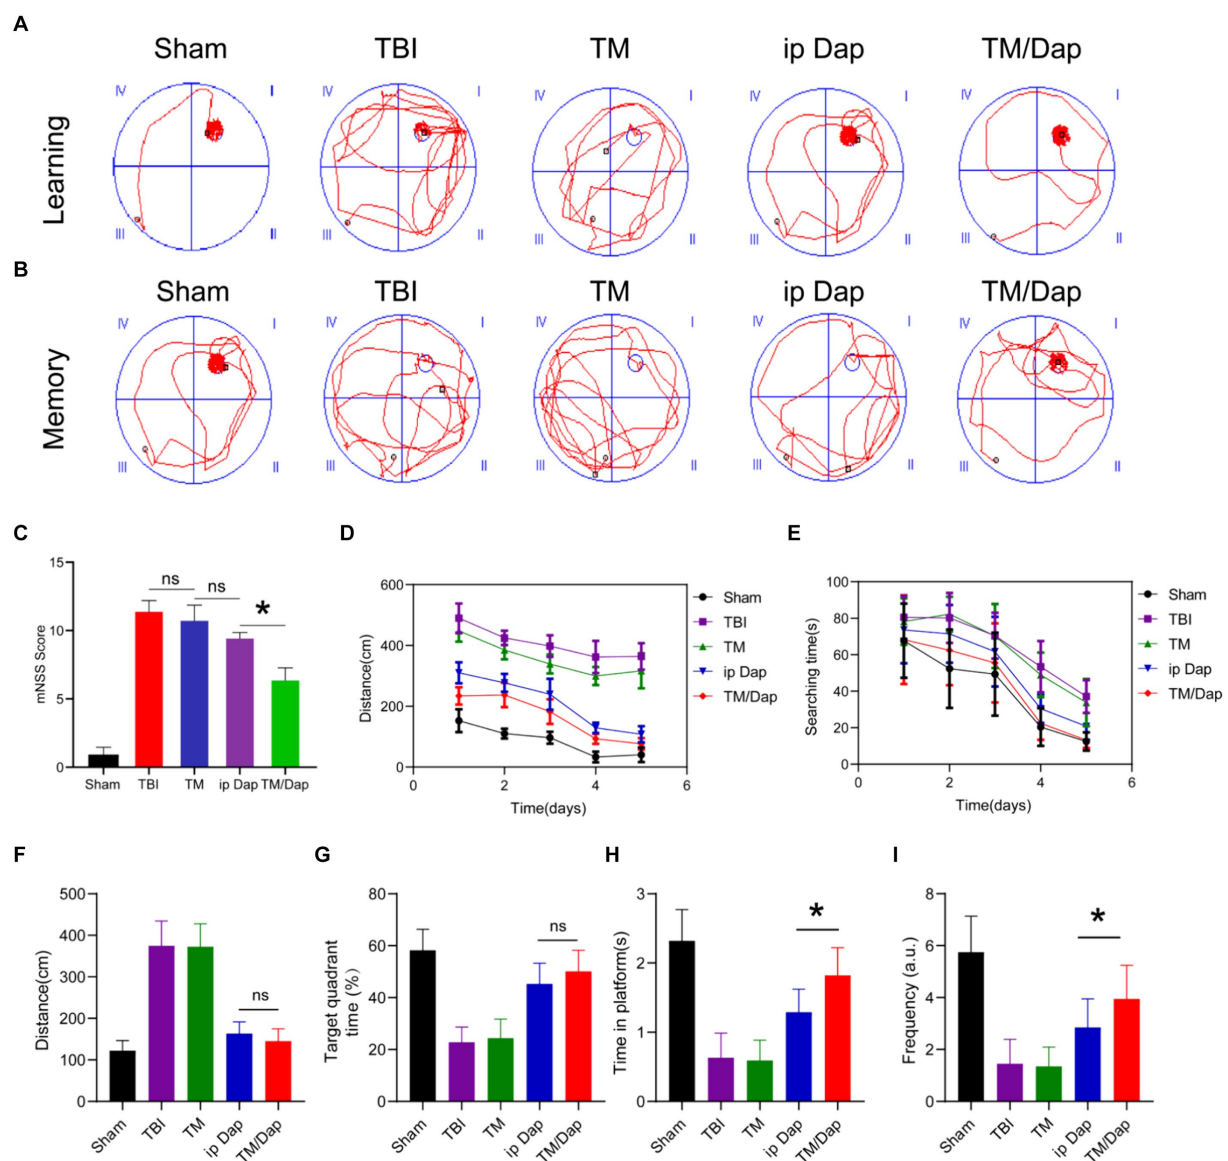 A
Sham TBI TM ip Dap TM/Dap
Learning
IV I IV I IV I IV I IV I
III II III II III II III II III II
B
Sham TBI TM ip Dap TM/Dap
Memory
IV I IV I IV I IV I IV I
III II III II III II III II III II
C
mNSS Score
15
10
5
0
ns
ns
*
Sham TBI TM ip Dap TM/Dap
D
Distance(cm)
600
400
200
0
0 2 4 6
Time(days)
Sham
TBI
TM
ip Dap
TM/Dap
E
Searching time(s)
100
80
60
40
20
0
0 2 4 6
Time(days)
Sham
TBI
TM
ip Dap
TM/Dap
F
Distance(cm)
500
400
300
200
100
0
ns
Sham TBI TM ip Dap TM/Dap
G
Target quadrant
time (%)
80
60
40
20
0
ns
Sham TBI TM ip Dap TM/Dap
H
Time in platform(s)
3
2
1
0
*
Sham TBI TM ip Dap TM/Dap
I
Frequency (a.u.)
8
6
4
2
0
*
Sham TBI TM ip Dap TM/Dap